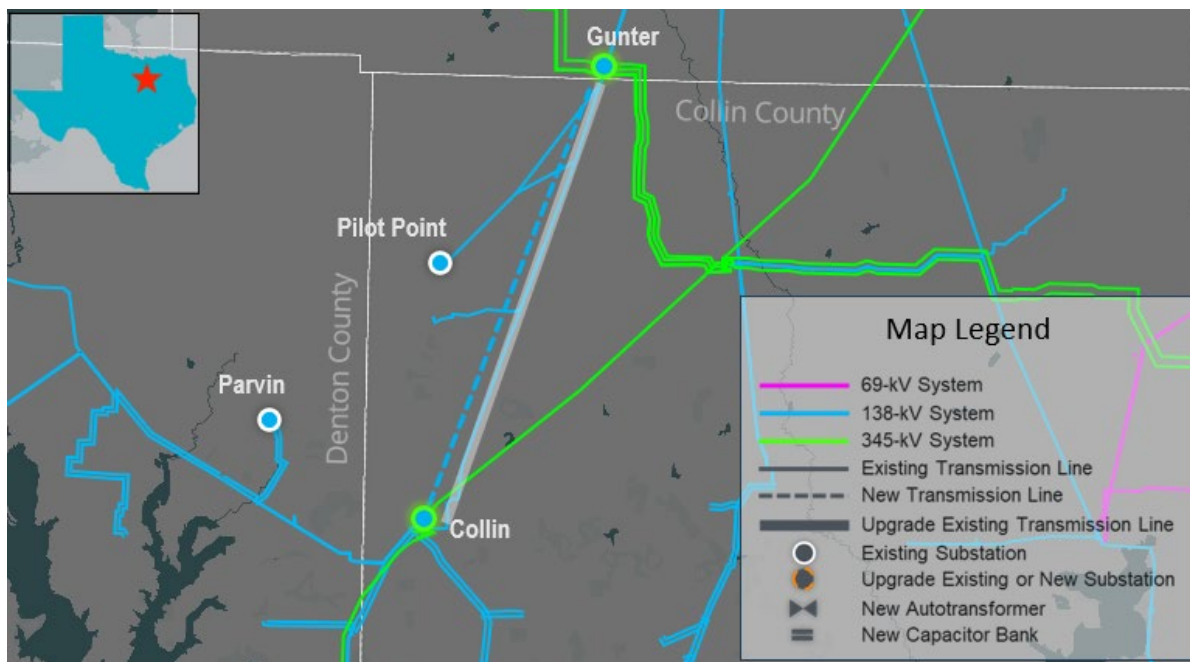 Gunter
Collin County
Pilot Point
Denton County
Parvin
Collin
Map Legend
69-kV System
138-kV System
345-kV System
Existing Transmission Line
New Transmission Line
Upgrade Existing Transmission Line
Existing Substation
Upgrade Existing or New Substation
New Autotransformer
New Capacitor Bank